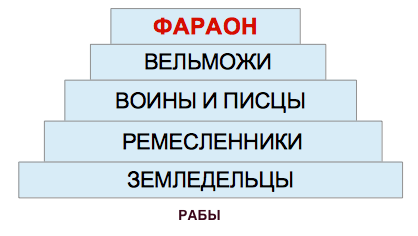 ФАРАОН
ВЕЛЬМОЖИ
ВОИНЫ И ПИСЦЫ
РЕМЕСЛЕННИКИ
ЗЕМЛЕДЕЛЬЦЫ
РАБЫ